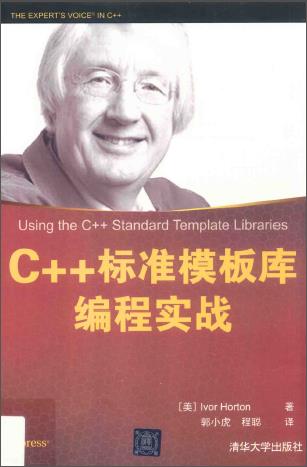 THE EXPERT'S VOICE® IN C++
Using the C++ Standard Template Libraries
C++标准模板库
编程实战
[美] Ivor Horton 著
郭小虎 程聪 译
press®
清华大学出版社